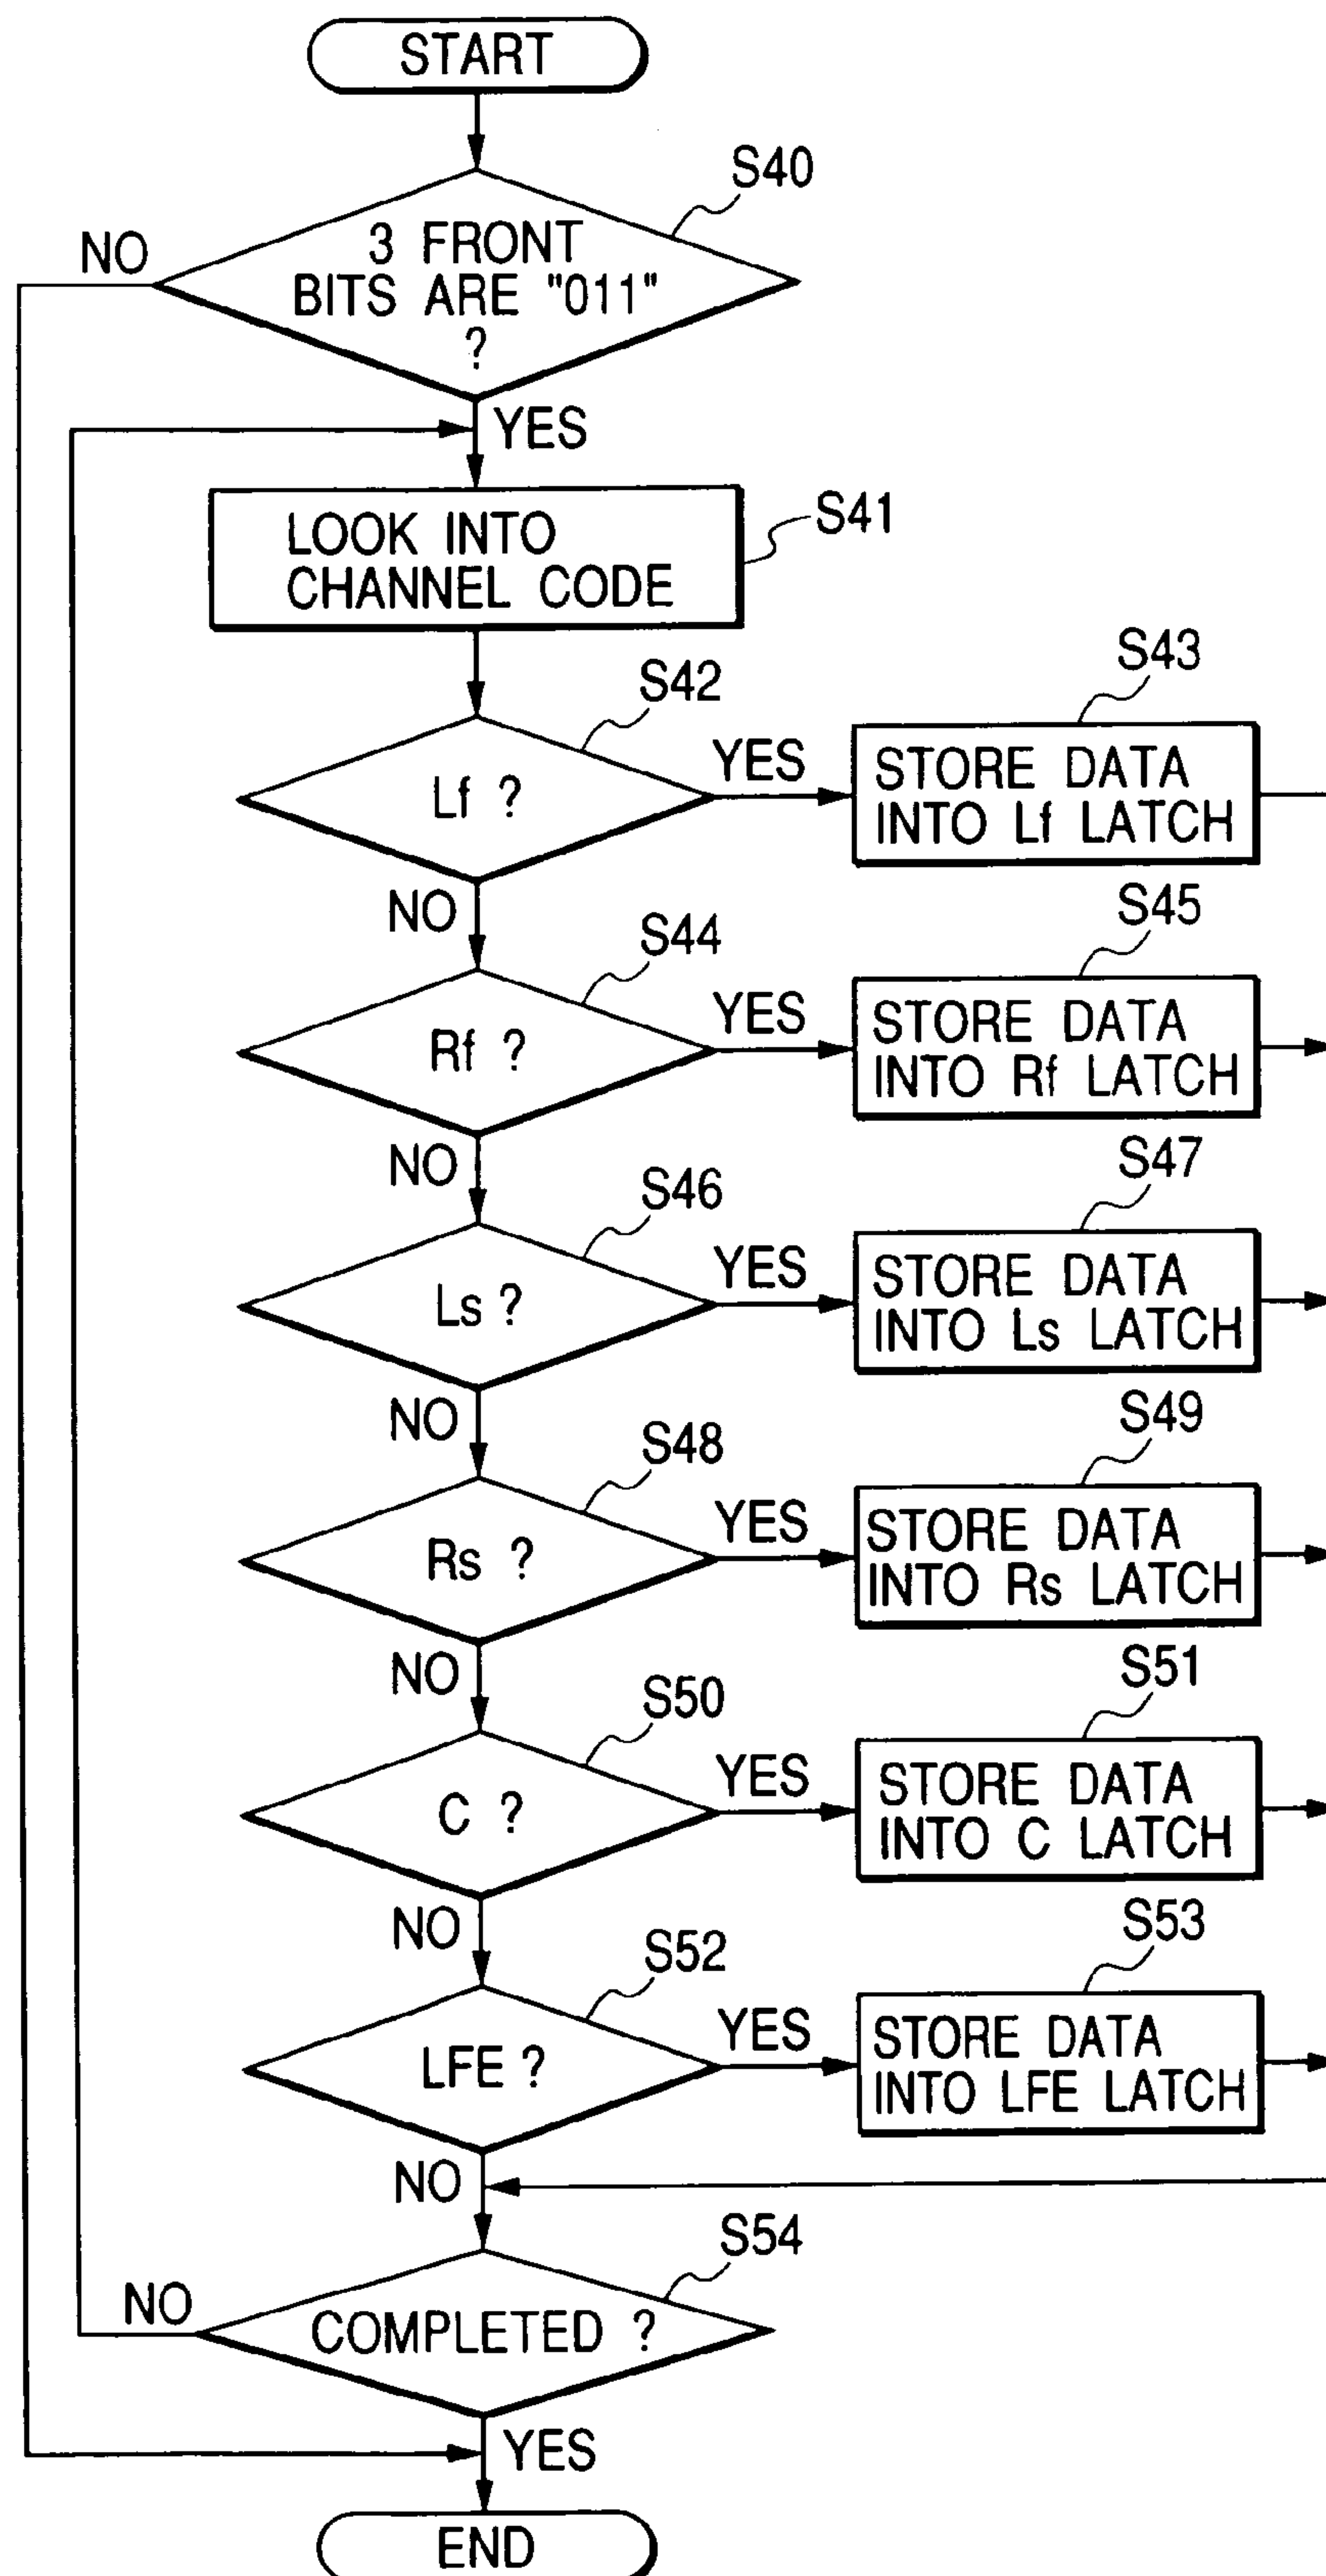 START
S40
NO
3 FRONT
BITS ARE "011"
?
YES
LOOK INTO
CHANNEL CODE
S41
S42
Lf ?
YES
S43
STORE DATA
INTO Lf LATCH
NO
S44
Rf ?
YES
S45
STORE DATA
INTO Rf LATCH
NO
S46
Ls ?
YES
S47
STORE DATA
INTO Ls LATCH
NO
S48
Rs ?
YES
S49
STORE DATA
INTO Rs LATCH
NO
S50
C ?
YES
S51
STORE DATA
INTO C LATCH
NO
S52
LFE ?
YES
S53
STORE DATA
INTO LFE LATCH
NO
S54
NO
COMPLETED ?
YES
END